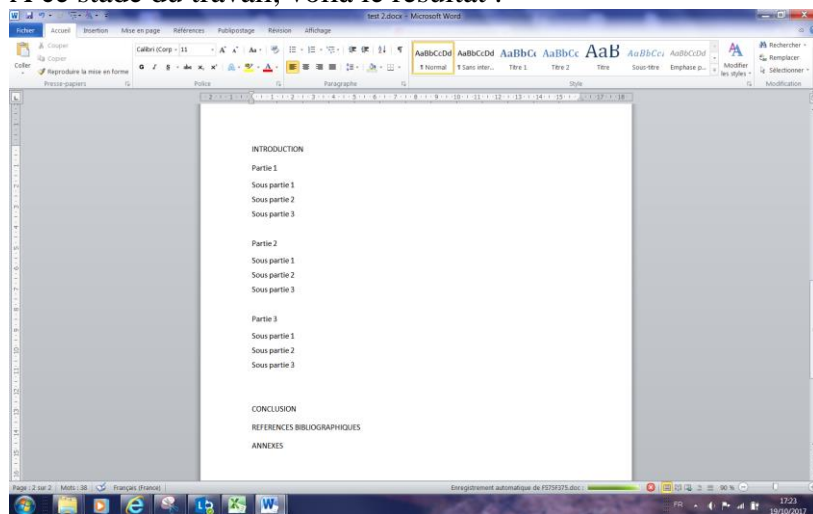 A ce stade du travail, voilà le résultat :
test 2.docx - Microsoft Word
Fichier Accueil Insertion Mise en page Références Publipostage Révision Affichage
Coller
Couper
Copier
Reproduire la mise en forme
Presse-papiers
Calibri (Corp 11
Police
Paragraphe
AaBbCcDd AaBbCcDd AaBbCc AaBbCc AaB AaBbCc. AaBbCcDd
¶ Normal ¶ Sans inter... Titre 1 Titre 2 Titre Sous-titre Emphase p...
Modifier les styles
Style
Rechercher
Remplacer
Sélectionner
Modification
INTRODUCTION
Partie 1
Sous partie 1
Sous partie 2
Sous partie 3
Partie 2
Sous partie 1
Sous partie 2
Sous partie 3
Partie 3
Sous partie 1
Sous partie 2
Sous partie 3
CONCLUSION
REFERENCES BIBLIOGRAPHIQUES
ANNEXES
Page : 2 sur 2 Mots : 38 Français (France) Enregistrement automatique de F375F375.doc : 90 %
FR 17:23
19/10/2017